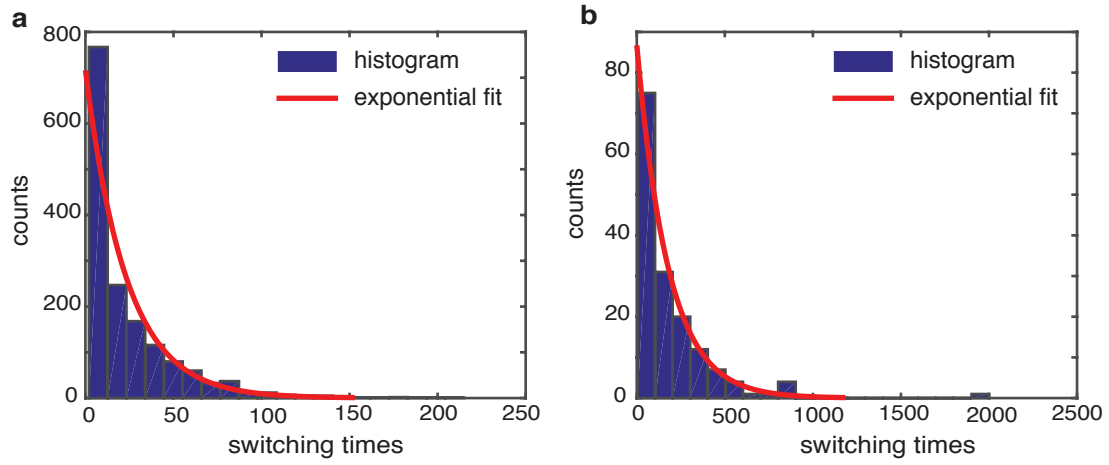 a
800
600
400
200
0
counts
histogram
exponential fit
0 50 100 150 200 250
switching times
b
80
60
40
20
0
counts
histogram
exponential fit
0 500 1000 1500 2000 2500
switching times